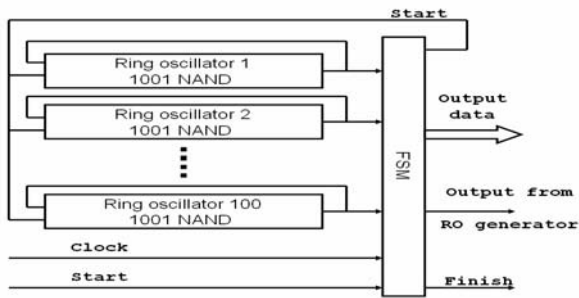 Start
Ring oscillator 1
1001 NAND
Ring oscillator 2
1001 NAND
Ring oscillator 100
1001 NAND
FSM
Output
data
Output from
RO generator
Clock
Start
Finish